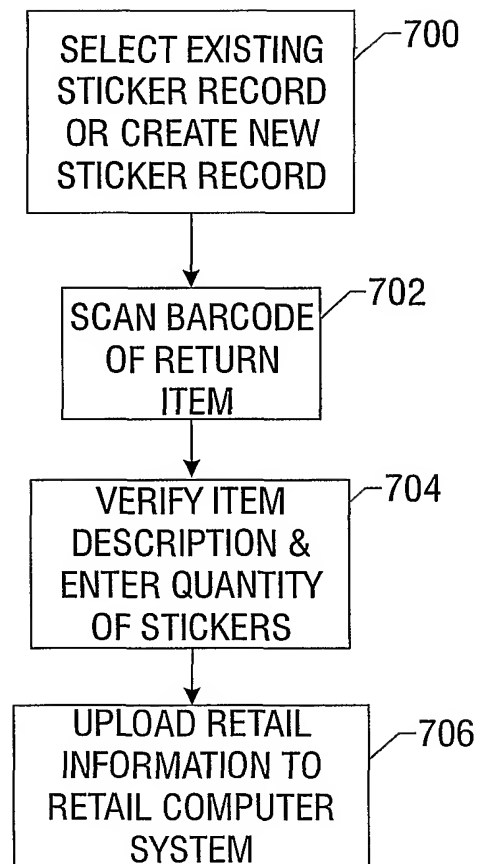 SELECT EXISTING
STICKER RECORD
OR CREATE NEW
STICKER RECORD
700
SCAN BARCODE
OF RETURN
ITEM
702
VERIFY ITEM
DESCRIPTION &
ENTER QUANTITY
OF STICKERS
704
UPLOAD RETAIL
INFORMATION TO
RETAIL COMPUTER
SYSTEM
706